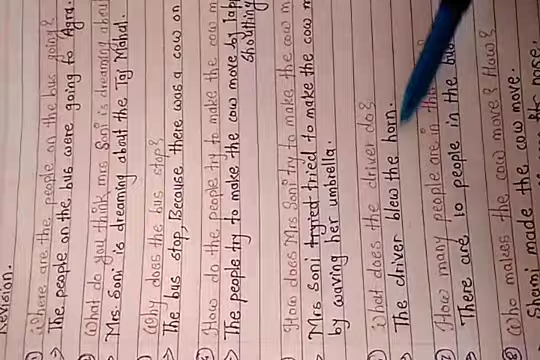 Revision.
Where are the people on the bus going?
The people on the bus were going to Agra.
What do you think mrs Soni is dreaming about
Mrs. Soni is dreaming about the Taj Mahal.
Why does the bus stop?
The bus stop, Because there was a cow on
How do the people try to make the cow m
The people try to make the cow move by
shouting
How does Mrs Soni try to make the cow m
Mrs Soni tryied tried to make the cow m
by waving her umbrella.
What does the driver do?
The driver blew the horn.
How many people are in
There are 10 people in the bus
Who makes the cow move? How?
Shemi made the cow move.
nose.